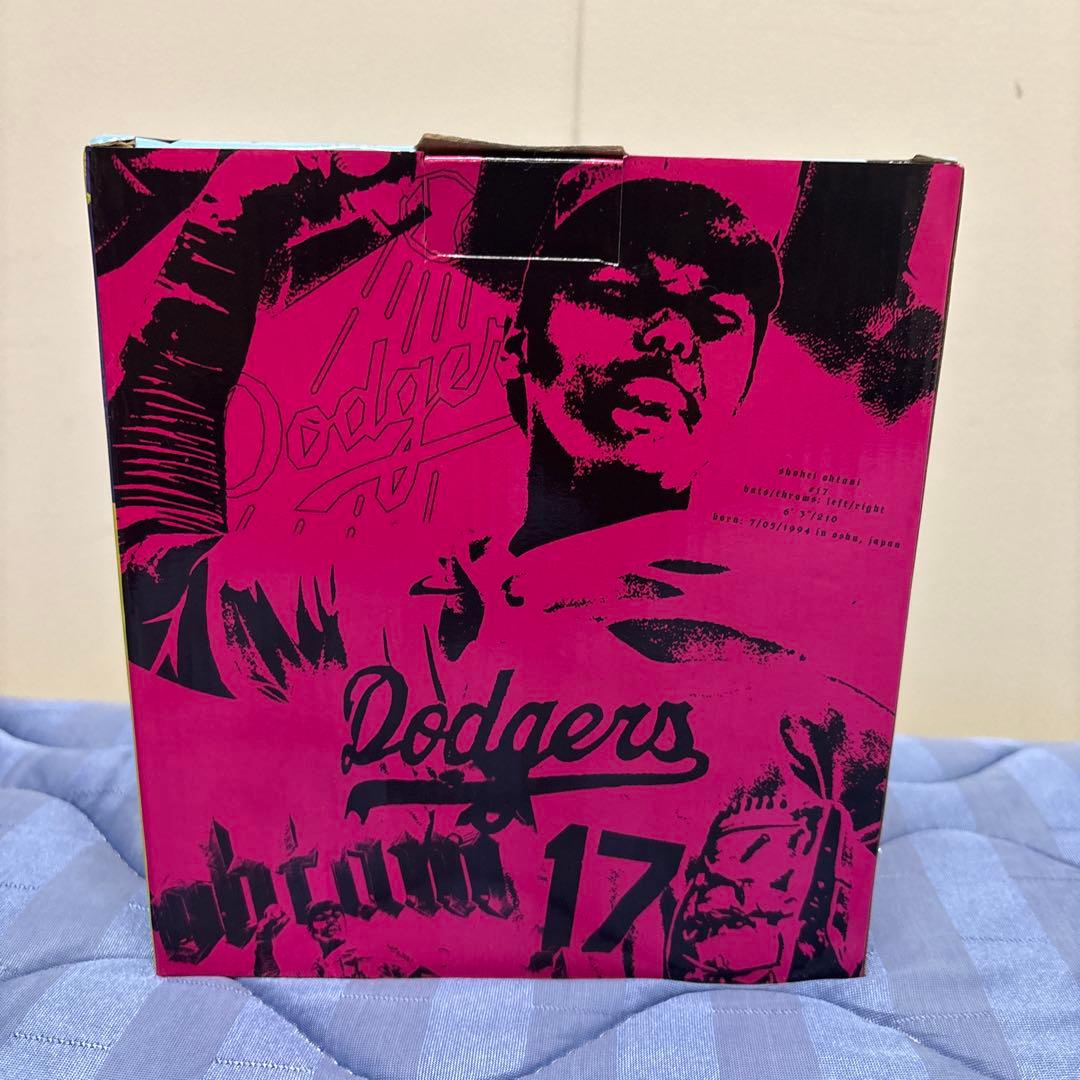 Dodgers
shohei ohtani
#17
bats/throws: left/right
6' 3"/210
born: 7/05/1994 in oshu, japan
Dodgers
ohtani
17